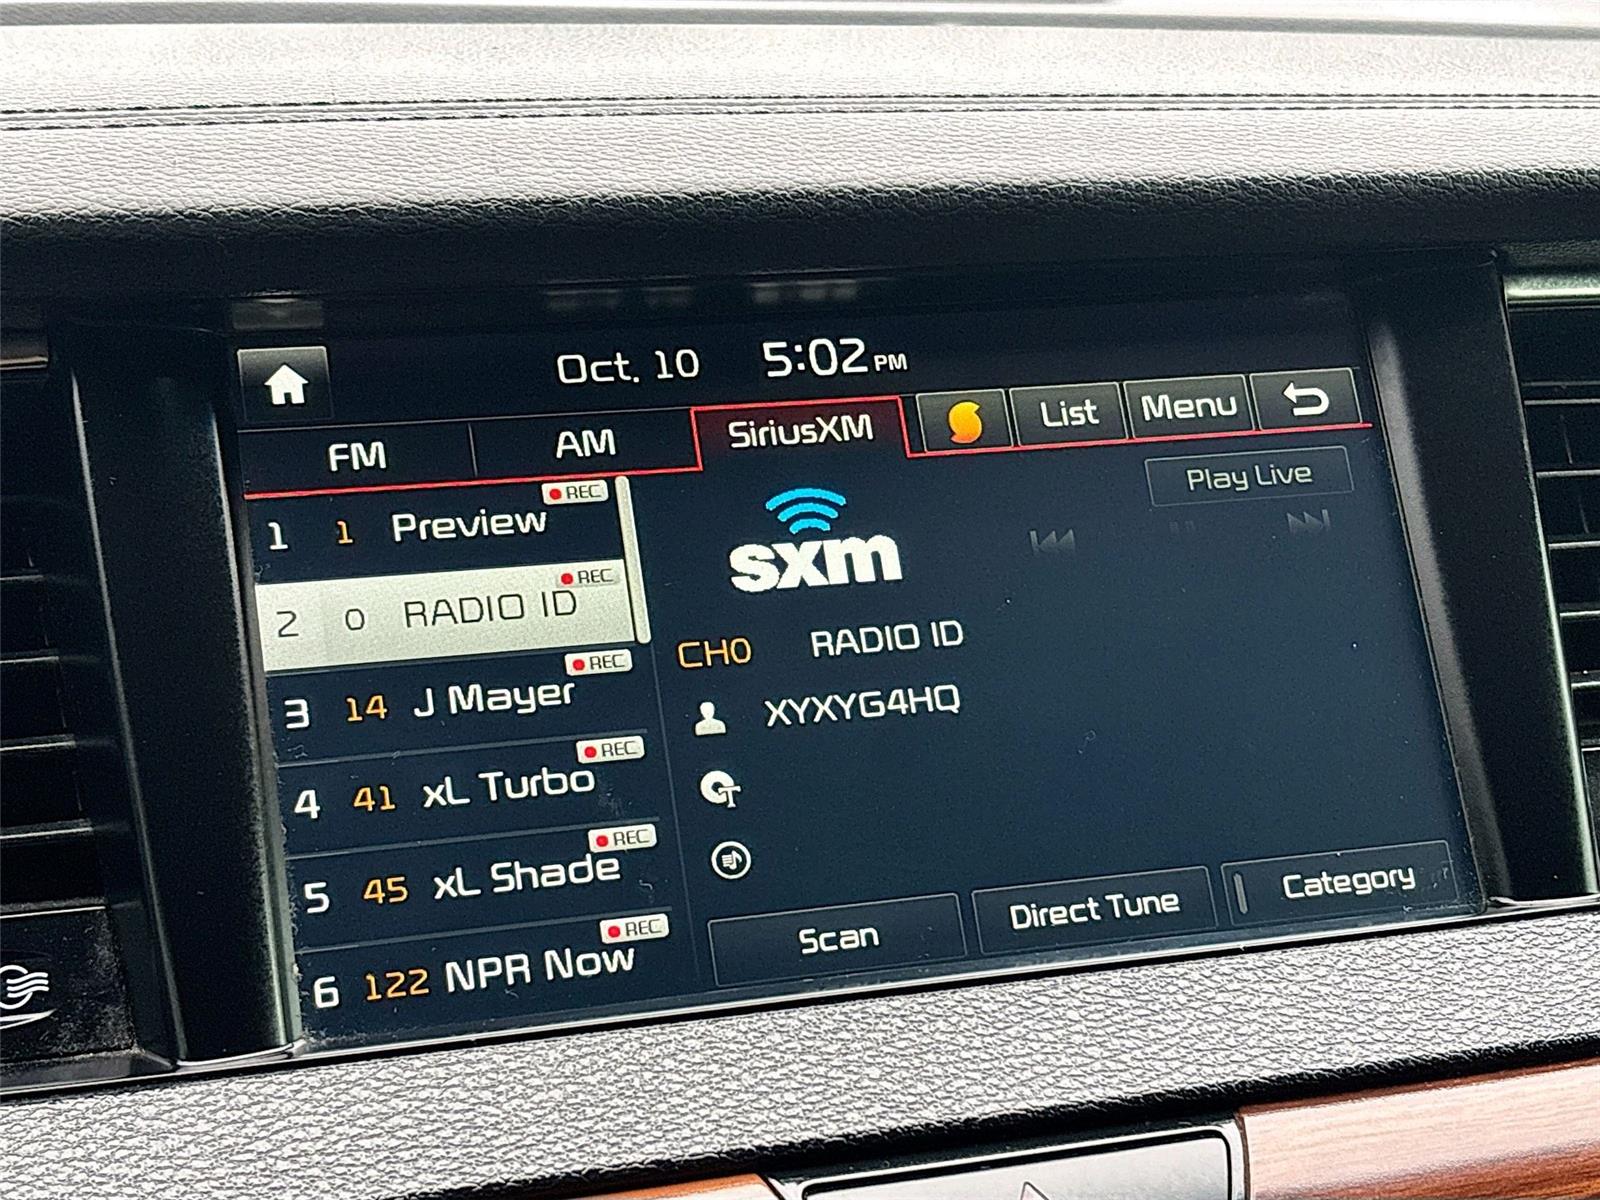 Oct. 10 5:02 PM
FM AM SiriusXM List Menu
Play Live
REC
1 1 Preview
REC
2 0 RADIO ID
REC
3 14 J Mayer
REC
4 41 xL Turbo
REC
5 45 xL Shade
REC
6 122 NPR Now
sxm
CH0 RADIO ID
XYXYG4HQ
Scan Direct Tune Category